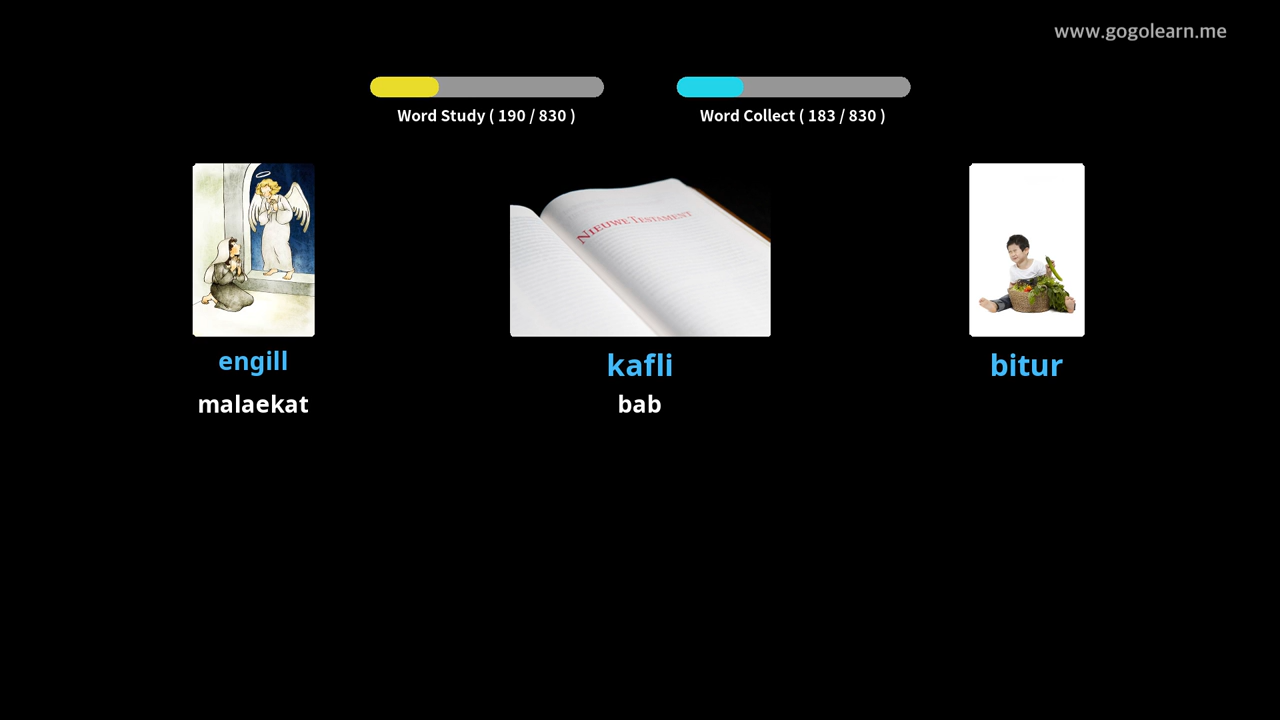 www.gogolearn.me
Word Study ( 190 / 830 )
Word Collect ( 183 / 830 )
NIEUWE TESTAMENT
engill
kafli
bitur
malaekat
bab